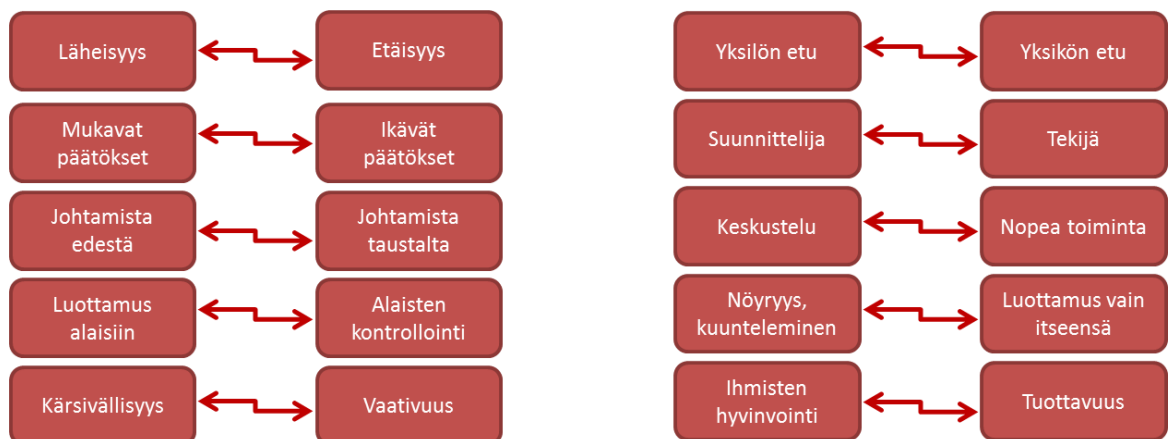 Läheisyys
Etäisyys
Mukavat
päätökset
Ikävät
päätökset
Johtamista
edestä
Johtamista
taustalta
Luottamus
alaisiin
Alaisten
kontrollointi
Kärsivällisyys
Vaativuus
Yksilön etu
Yksikön etu
Suunnittelija
Tekijä
Keskustelu
Nopea toiminta
Nöyryys,
kuunteleminen
Luottamus vain
itseensä
Ihmisten
hyvinvointi
Tuottavuus